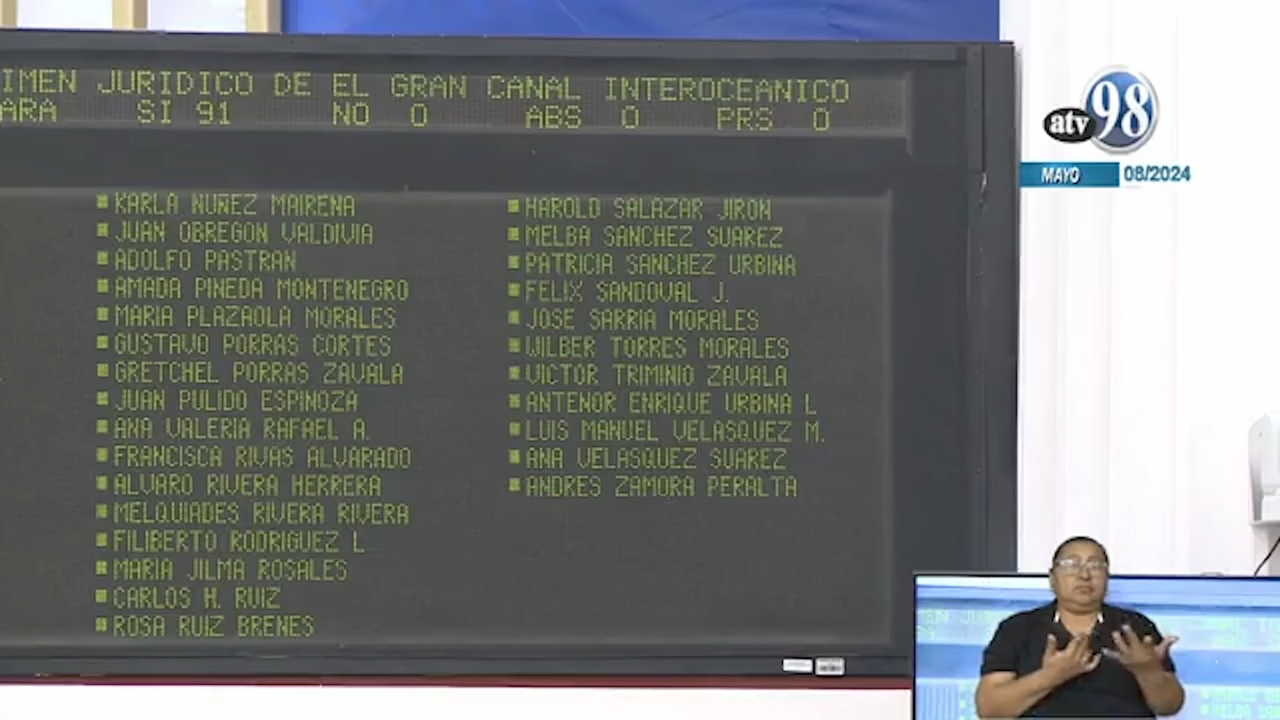 IMEN JURIDICO DE EL GRAN CANAL INTEROCEANICO
ARA SI 91 NO 0 ABS 0 PRS 0
KARLA NUÑEZ MAIRENA
JUAN OBREGON VALDIVIA
ADOLFO PASTRAN
AMADA PINEDA MONTENEGRO
MARIA PLAZAOLA MORALES
GUSTAVO PORRAS CORTES
GRETCHEL PORRAS ZAVALA
JUAN PULIDO ESPINOZA
ANA VALERIA RAFAEL A.
FRANCISCA RIVAS ALVARADO
ALVARO RIVERA HERRERA
MELQUIADES RIVERA RIVERA
FILIBERTO RODRIGUEZ L
MARIA JILMA ROSALES
CARLOS H. RUIZ
ROSA RUIZ BRENES
HAROLD SALAZAR JIRON
MELBA SANCHEZ SUAREZ
PATRICIA SANCHEZ URBINA
FELIX SANDOVAL J.
JOSE SARRIA MORALES
WILBER TORRES MORALES
VICTOR TRIMINIO ZAVALA
ANTENOR ENRIQUE URBINA L
LUIS MANUEL VELASQUEZ M.
ANA VELASQUEZ SUAREZ
ANDRES ZAMORA PERALTA
atv 98
MAYO 08/2024